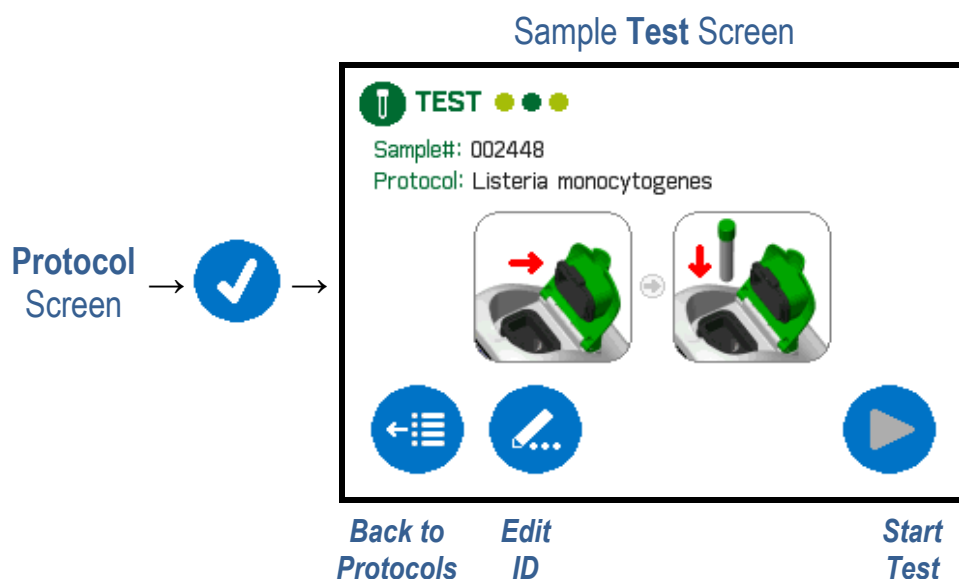 Sample Test Screen
TEST
Sample#: 002448
Protocol: Listeria monocytogenes
Protocol
Screen
Back to
Protocols
Edit
ID
Start
Test